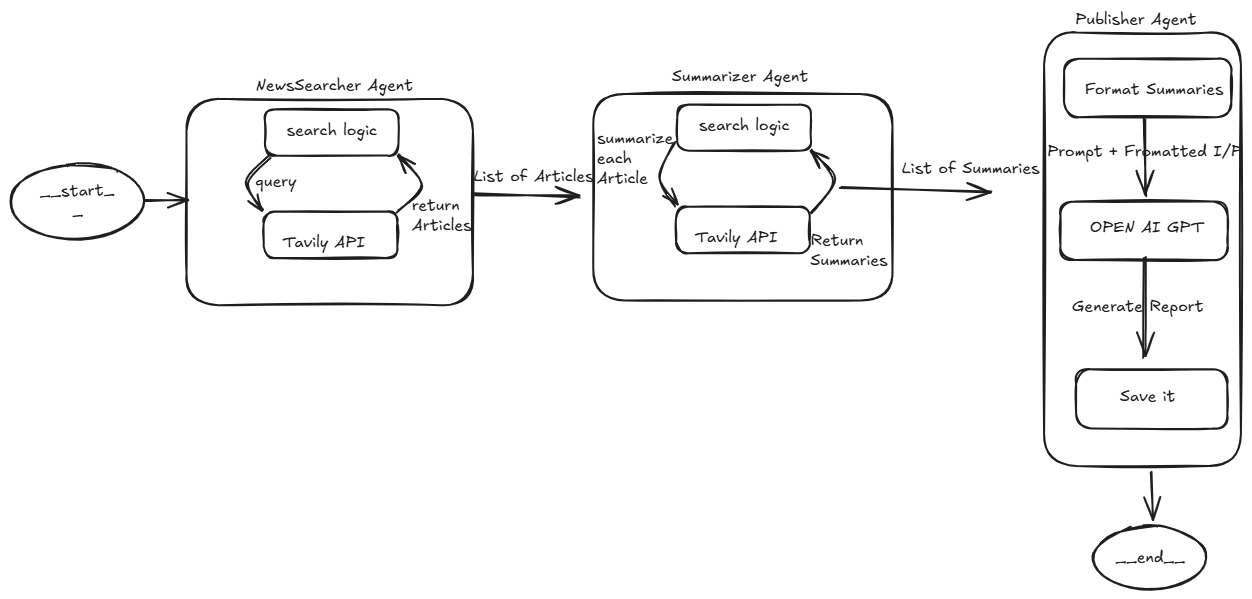 __start_
_
NewsSearcher Agent
search logic
query
Tavily API
return
Articles
List of Articles
Summarizer Agent
search logic
summarize
each
Article
Tavily API
Return
Summaries
List of Summaries
Publisher Agent
Format Summaries
Prompt + Fromatted I/P
OPEN AI GPT
Generate Report
Save it
__end__